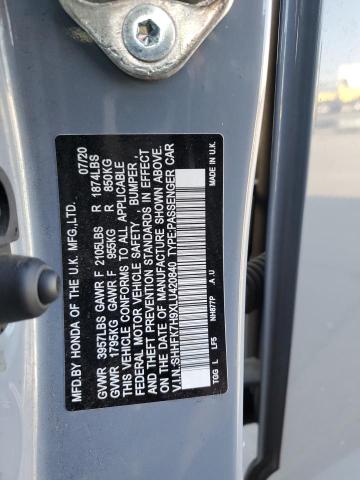 MFD.BY HONDA OF THE U.K. MFG.,LTD. 07/20
GVWR 3957LBS GAWR F 2105LBS R 1874LBS
GVWR 1795KG GAWR F 955KG R 850KG
THIS VEHICLE CONFORMS TO ALL APPLICABLE
FEDERAL MOTOR VEHICLE SAFETY , BUMPER ,
& THEFT PREVENTION STANDARDS IN EFFECT
ON THE DATE OF MANUFACTURE SHOWN ABOVE.
V.I.N.:SHHFK7H9XLU420840 TYPE:PASSENGER CAR
TGG L LF5 NH877P A .U MADE IN U.K.